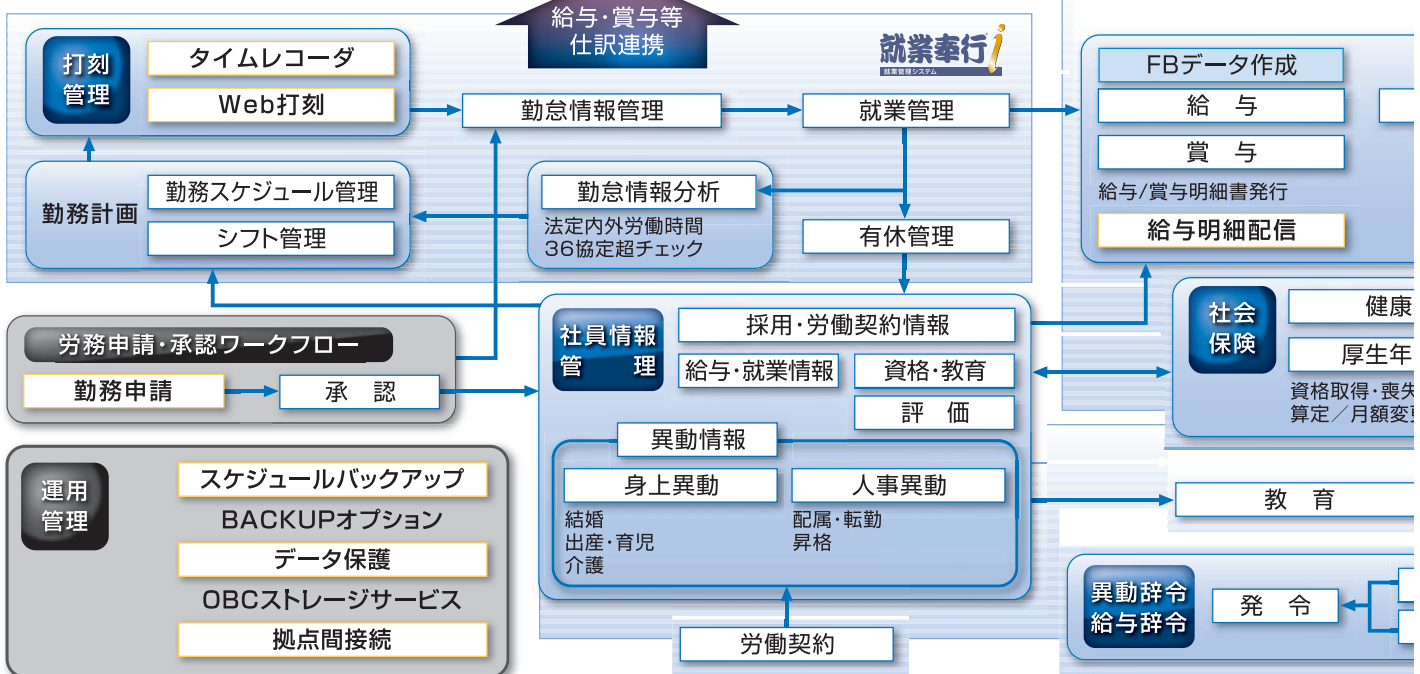 給与・賞与等
仕訳連携
就業奉行i
就業管理システム
打刻
管理
タイムレコーダ
Web打刻
勤怠情報管理
就業管理
勤務計画
勤務スケジュール管理
シフト管理
勤怠情報分析
法定内外労働時間
36協定超チェック
有休管理
FBデータ作成
給 与
賞 与
給与/賞与明細書発行
給与明細配信
労務申請・承認ワークフロー
勤務申請
承 認
社員情報
管 理
採用・労働契約情報
給与・就業情報
資格・教育
評 価
異動情報
身上異動
結婚
出産・育児
介護
人事異動
配属・転勤
昇格
労働契約
社会
保険
健康
厚生年
資格取得・喪失
算定／月額変更
教 育
異動辞令
給与辞令
発 令
運用
管理
スケジュールバックアップ
BACKUPオプション
データ保護
OBCストレージサービス
拠点間接続